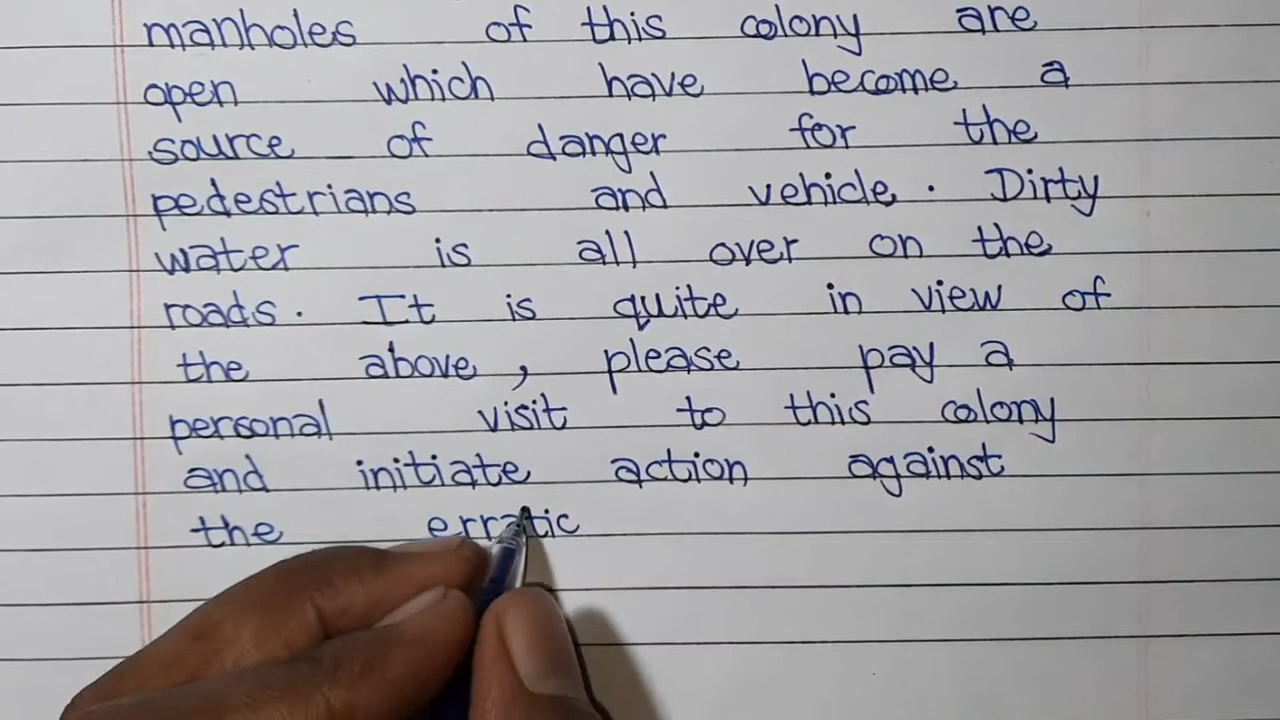 manholes of this colony are
open which have become a
source of danger for the
pedestrians and vehicle. Dirty
water is all over on the
roads. It is quite in view of
the above, please pay a
personal visit to this colony
and initiate action against
the erratic